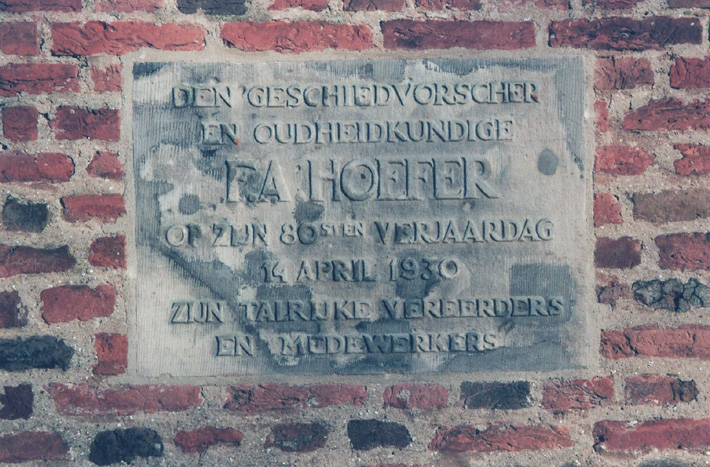 DEN GESCHIEDVORSCHER
EN OUDHEIDKUNDIGE
F.A HOEFER
OP ZIJN 80STEN VERJAARDAG
14 APRIL 1930
ZIJN TALRIJKE VEREERDERS
EN MEDEWERKERS